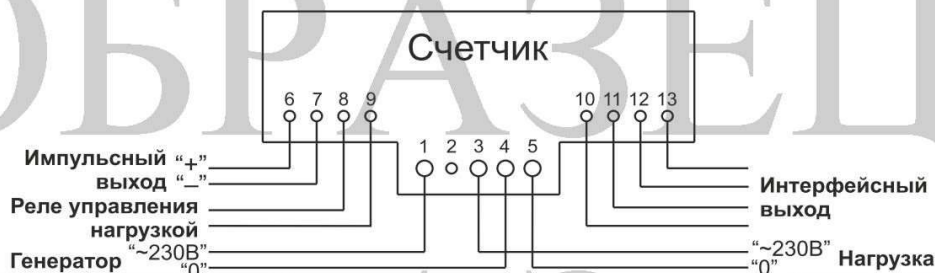 ОБРАЗЕЦ
Счетчик
6 7 8 9 10 11 12 13
1 2 3 4 5
Импульсный “+”
выход “–”
Реле управления
нагрузкой
Генератор “~230В”
“0”
Интерфейсный
выход
“~230В” Нагрузка
“0”